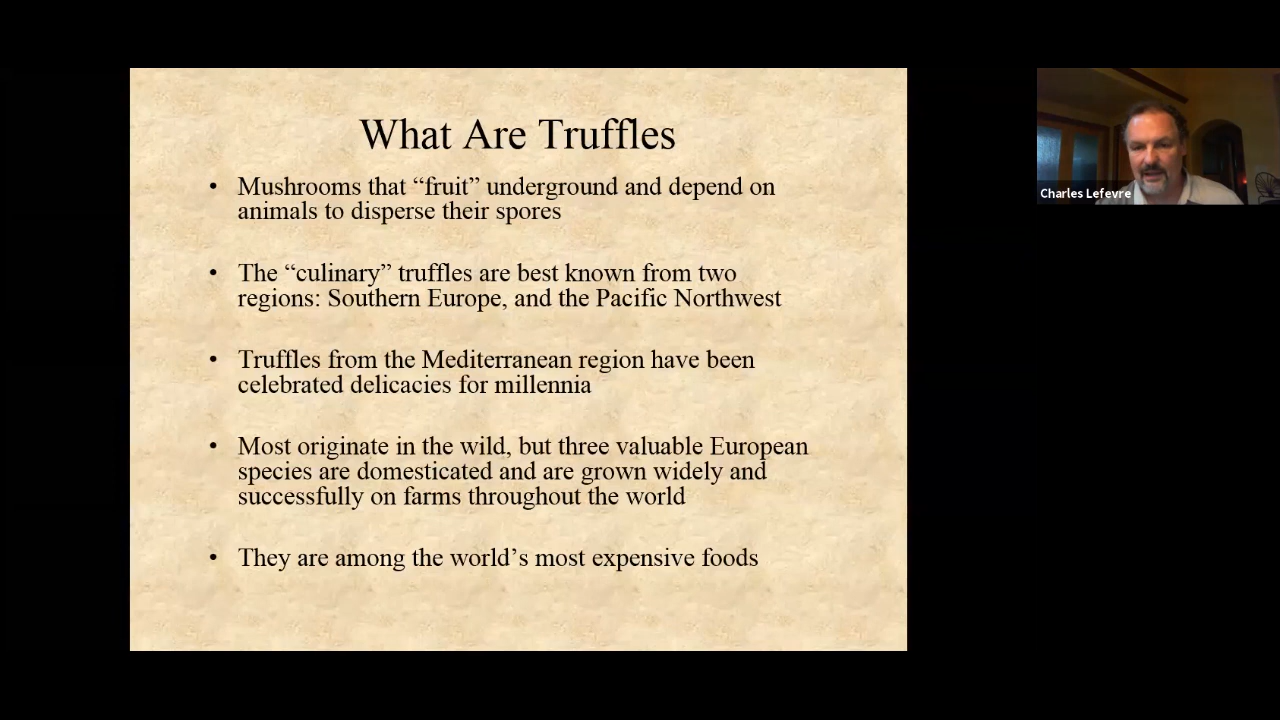 What Are Truffles
• Mushrooms that “fruit” underground and depend on
animals to disperse their spores
• The “culinary” truffles are best known from two
regions: Southern Europe, and the Pacific Northwest
• Truffles from the Mediterranean region have been
celebrated delicacies for millennia
• Most originate in the wild, but three valuable European
species are domesticated and are grown widely and
successfully on farms throughout the world
• They are among the world’s most expensive foods
Charles Lefevre